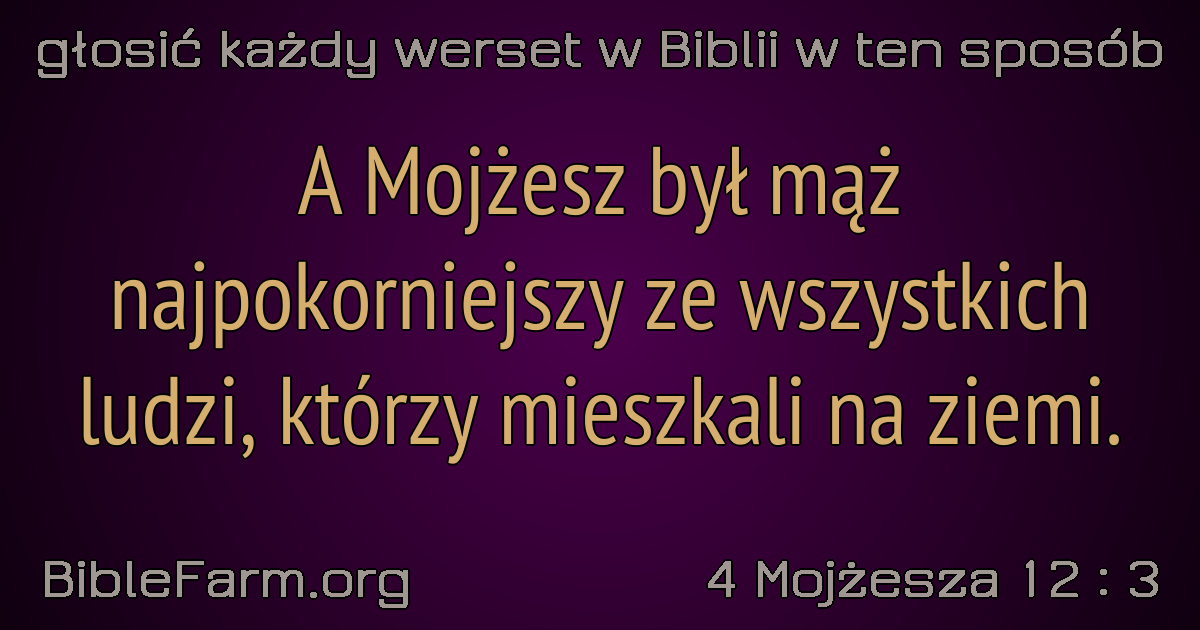 głosić każdy werset w Biblii w ten sposób
A Mojżesz był mąż
najpokorniejszy ze wszystkich
ludzi, którzy mieszkali na ziemi.
BibleFarm.org
4 Mojżesza 12 : 3